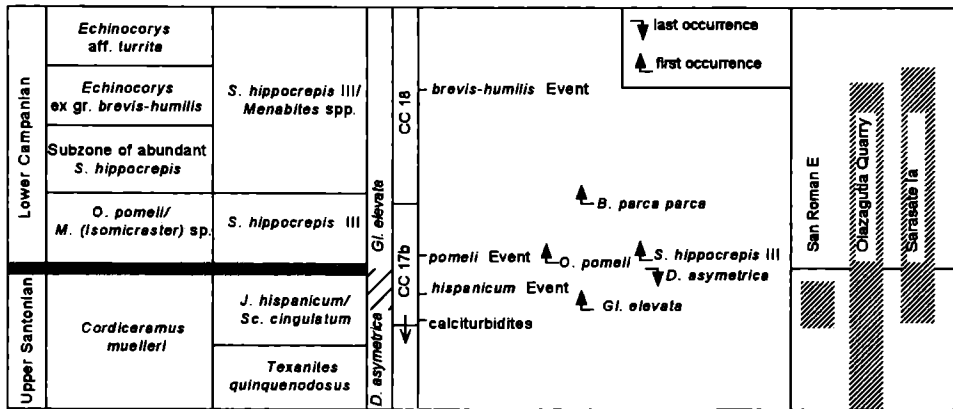 Lower Campanian
Upper Santonian
Echinocorys
aff. turrita
Echinocorys
ex gr. brevis-humilis
Subzone of abundant
S. hippocrepis
O. pomeli/
M. (Isomicraster) sp.
Cordiceramus
muelleri
S. hippocrepis III/
Menabites spp.
S. hippocrepis III
J. hispanicum/
Sc. cingulatum
Texanites
quinquenodosus
Gl. elevata
D. asymetrica
CC 18
CC 17b
brevis-humilis Event
pomeli Event
hispanicum Event
calciturbidites
B. parca parca
O. pomeli
S. hippocrepis III
D. asymetrica
Gl. elevata
last occurrence
first occurrence
San Roman E
Olazagutia Quarry
Sarasate Ia